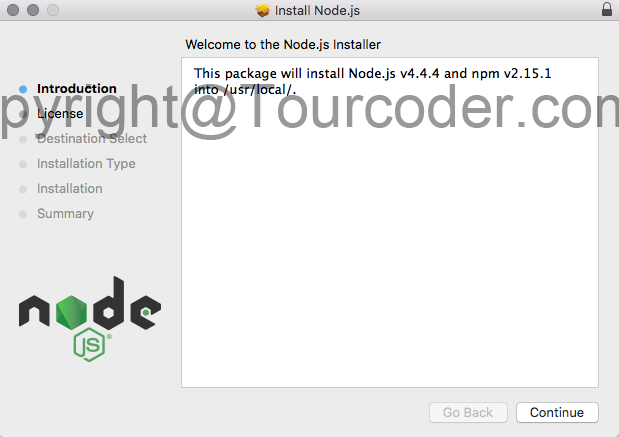 Install Node.js
Welcome to the Node.js Installer
Introduction
License
Destination Select
Installation Type
Installation
Summary
This package will install Node.js v4.4.4 and npm v2.15.1
into /usr/local/.
pyright@Tourcoder.com
node
JS®
Go Back
Continue